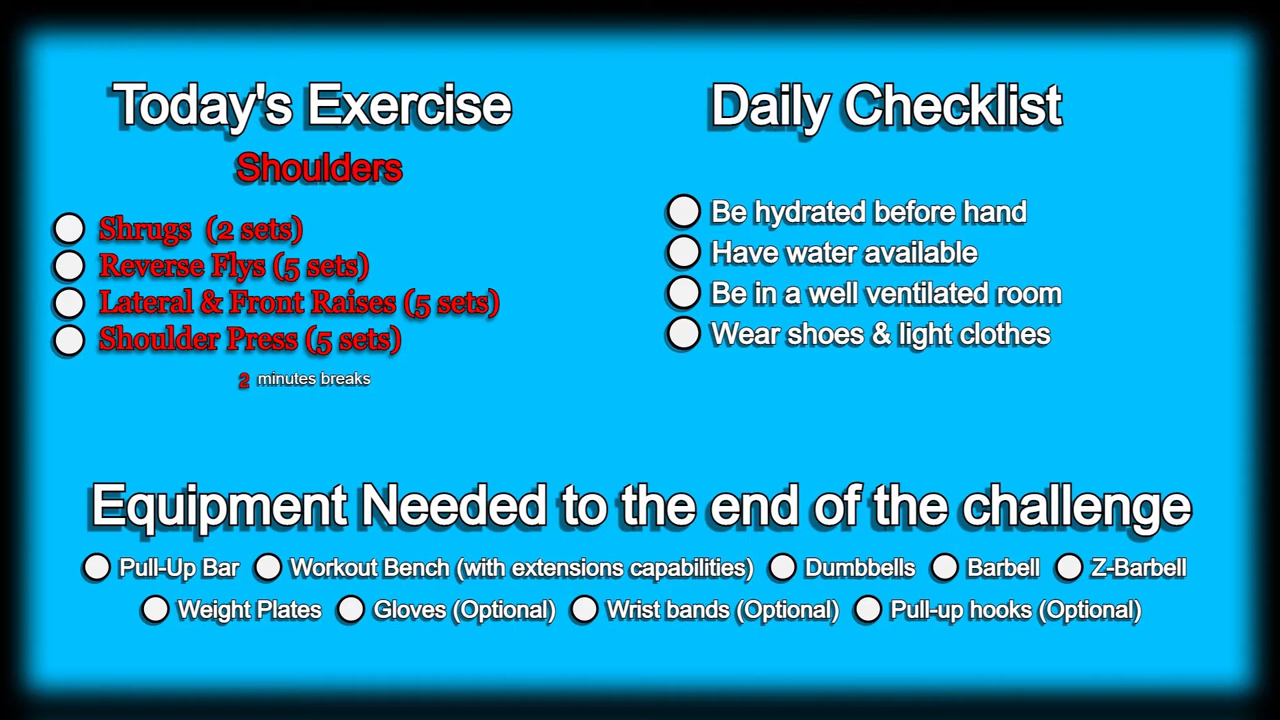 Today's Exercise
Shoulders
Shrugs (2 sets)
Reverse Flys (5 sets)
Lateral & Front Raises (5 sets)
Shoulder Press (5 sets)
2 minutes breaks
Daily Checklist
Be hydrated before hand
Have water available
Be in a well ventilated room
Wear shoes & light clothes
Equipment Needed to the end of the challenge
Pull-Up Bar Workout Bench (with extensions capabilities) Dumbbells Barbell Z-Barbell
Weight Plates Gloves (Optional) Wrist bands (Optional) Pull-up hooks (Optional)